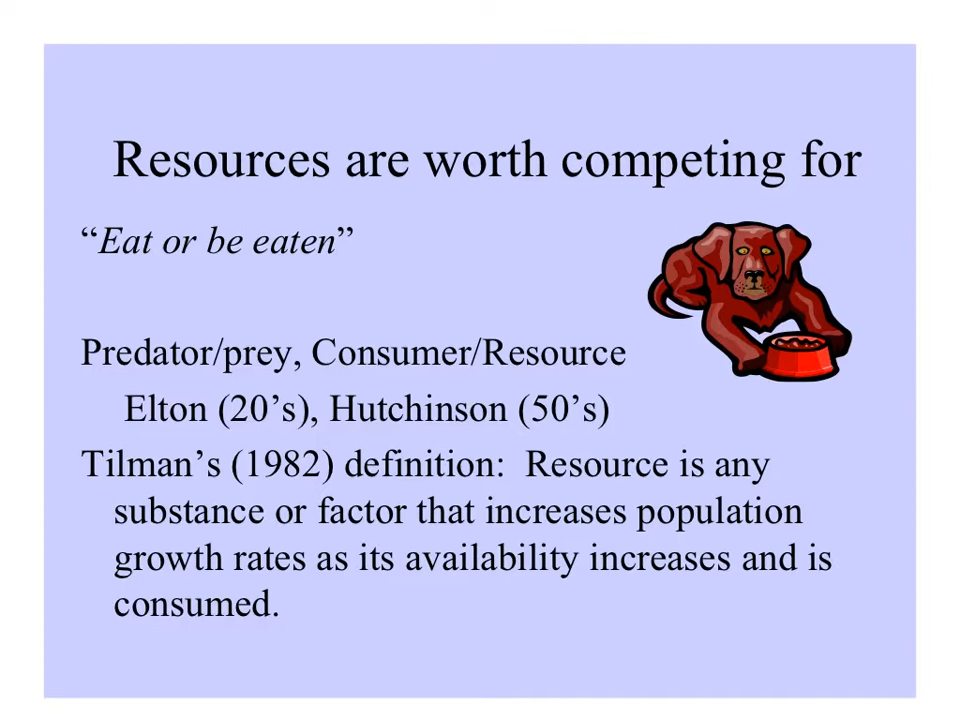 Resources are worth competing for
“Eat or be eaten”
Predator/prey, Consumer/Resource
Elton (20’s), Hutchinson (50’s)
Tilman’s (1982) definition:  Resource is any
substance or factor that increases population
growth rates as its availability increases and is
consumed.